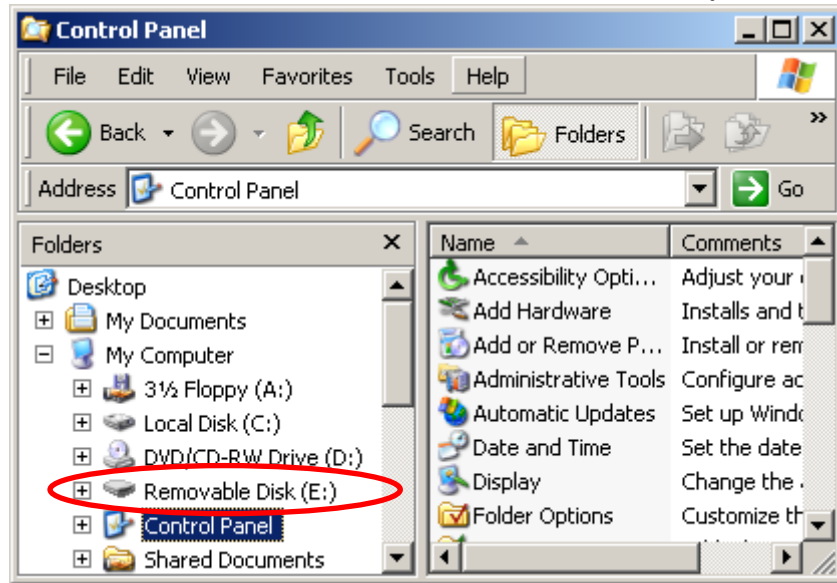 Control Panel
File Edit View Favorites Tools Help
Back Search Folders »
Address Control Panel Go
Folders
Desktop
My Documents
My Computer
3½ Floppy (A:)
Local Disk (C:)
DVD/CD-RW Drive (D:)
Removable Disk (E:)
Control Panel
Shared Documents
Name Comments
Accessibility Opti... Adjust your
Add Hardware Installs and t
Add or Remove P... Install or rem
Administrative Tools Configure ac
Automatic Updates Set up Windo
Date and Time Set the date
Display Change the
Folder Options Customize th